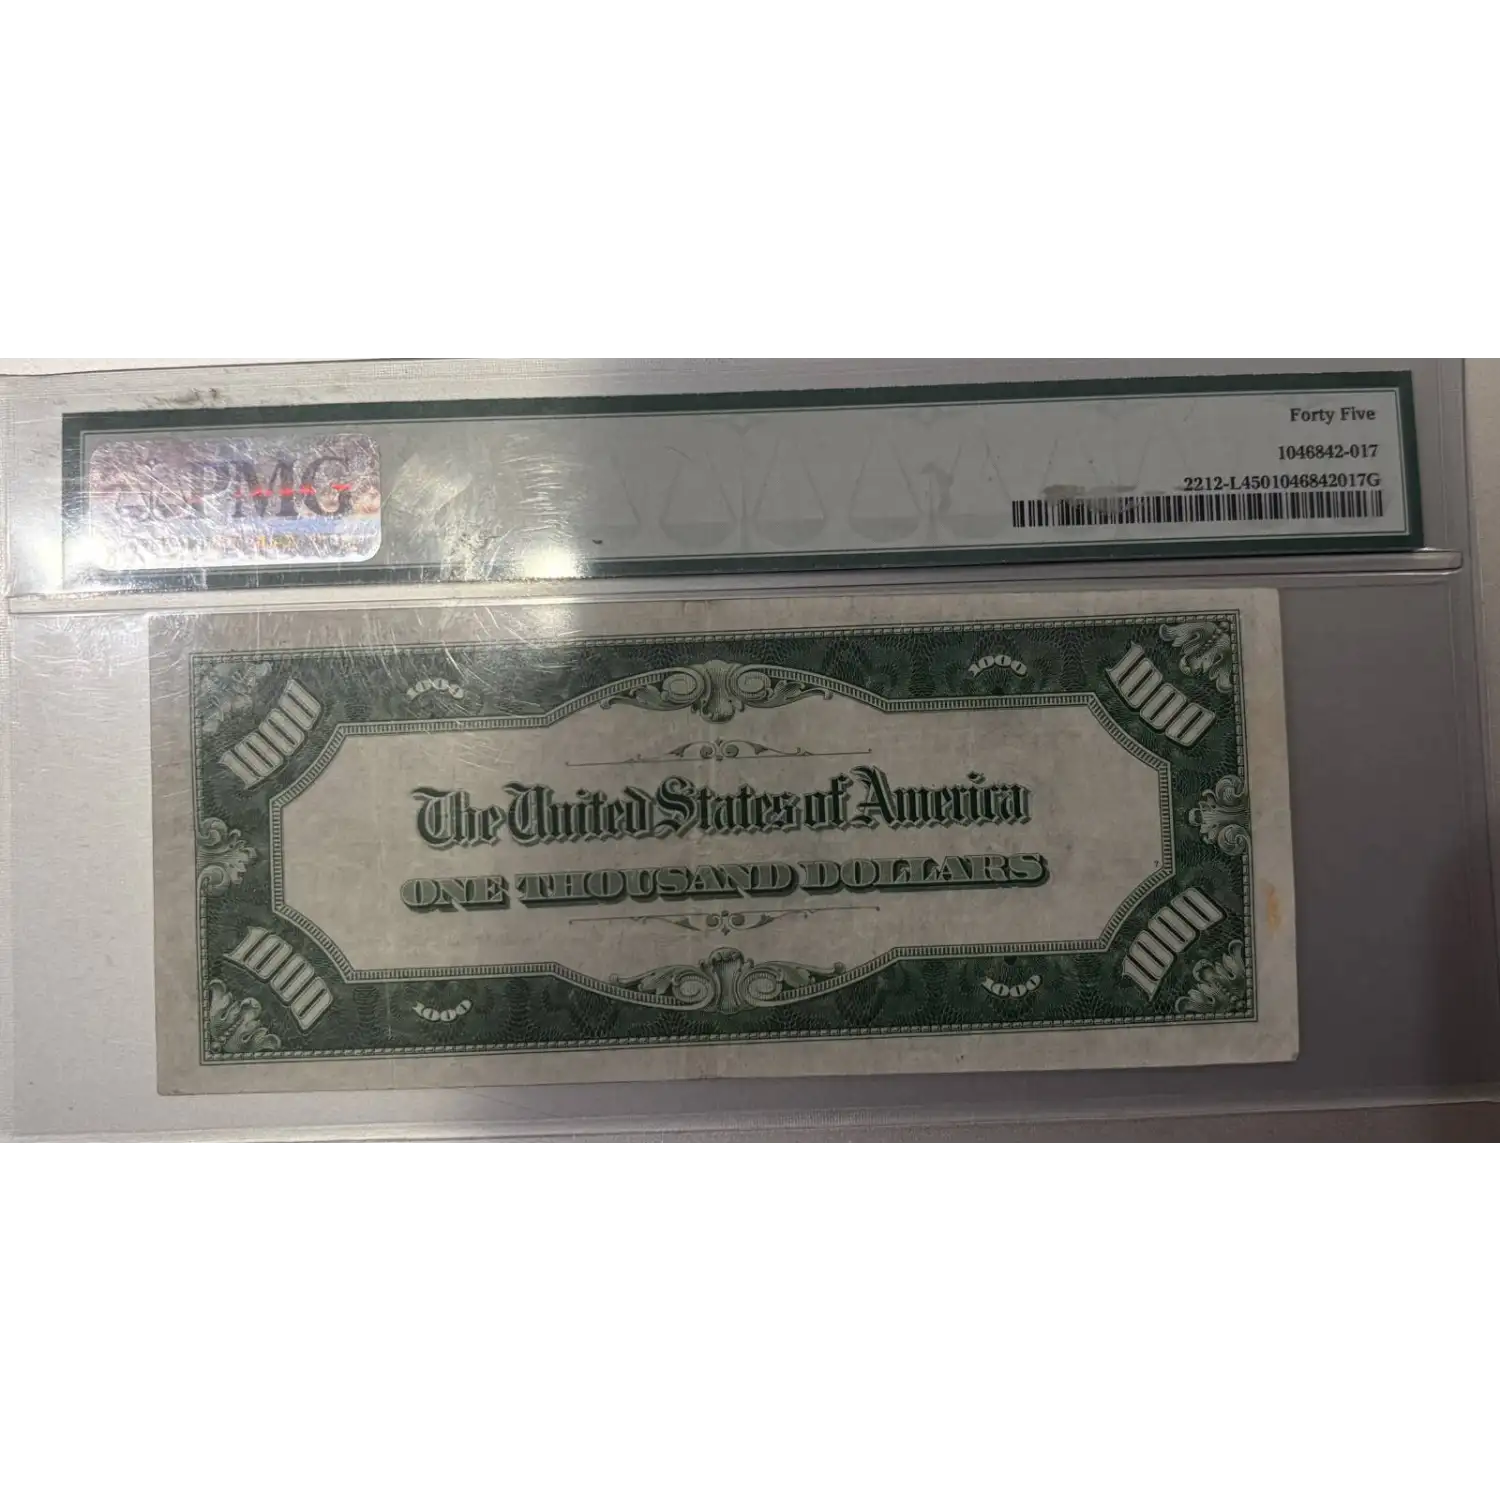 Forty Five
1046842-017
PMG
2212-L4501046842017G
1000 1000 1000 1000
The United States of America
ONE THOUSAND DOLLARS
7
1000 1000 1000 1000